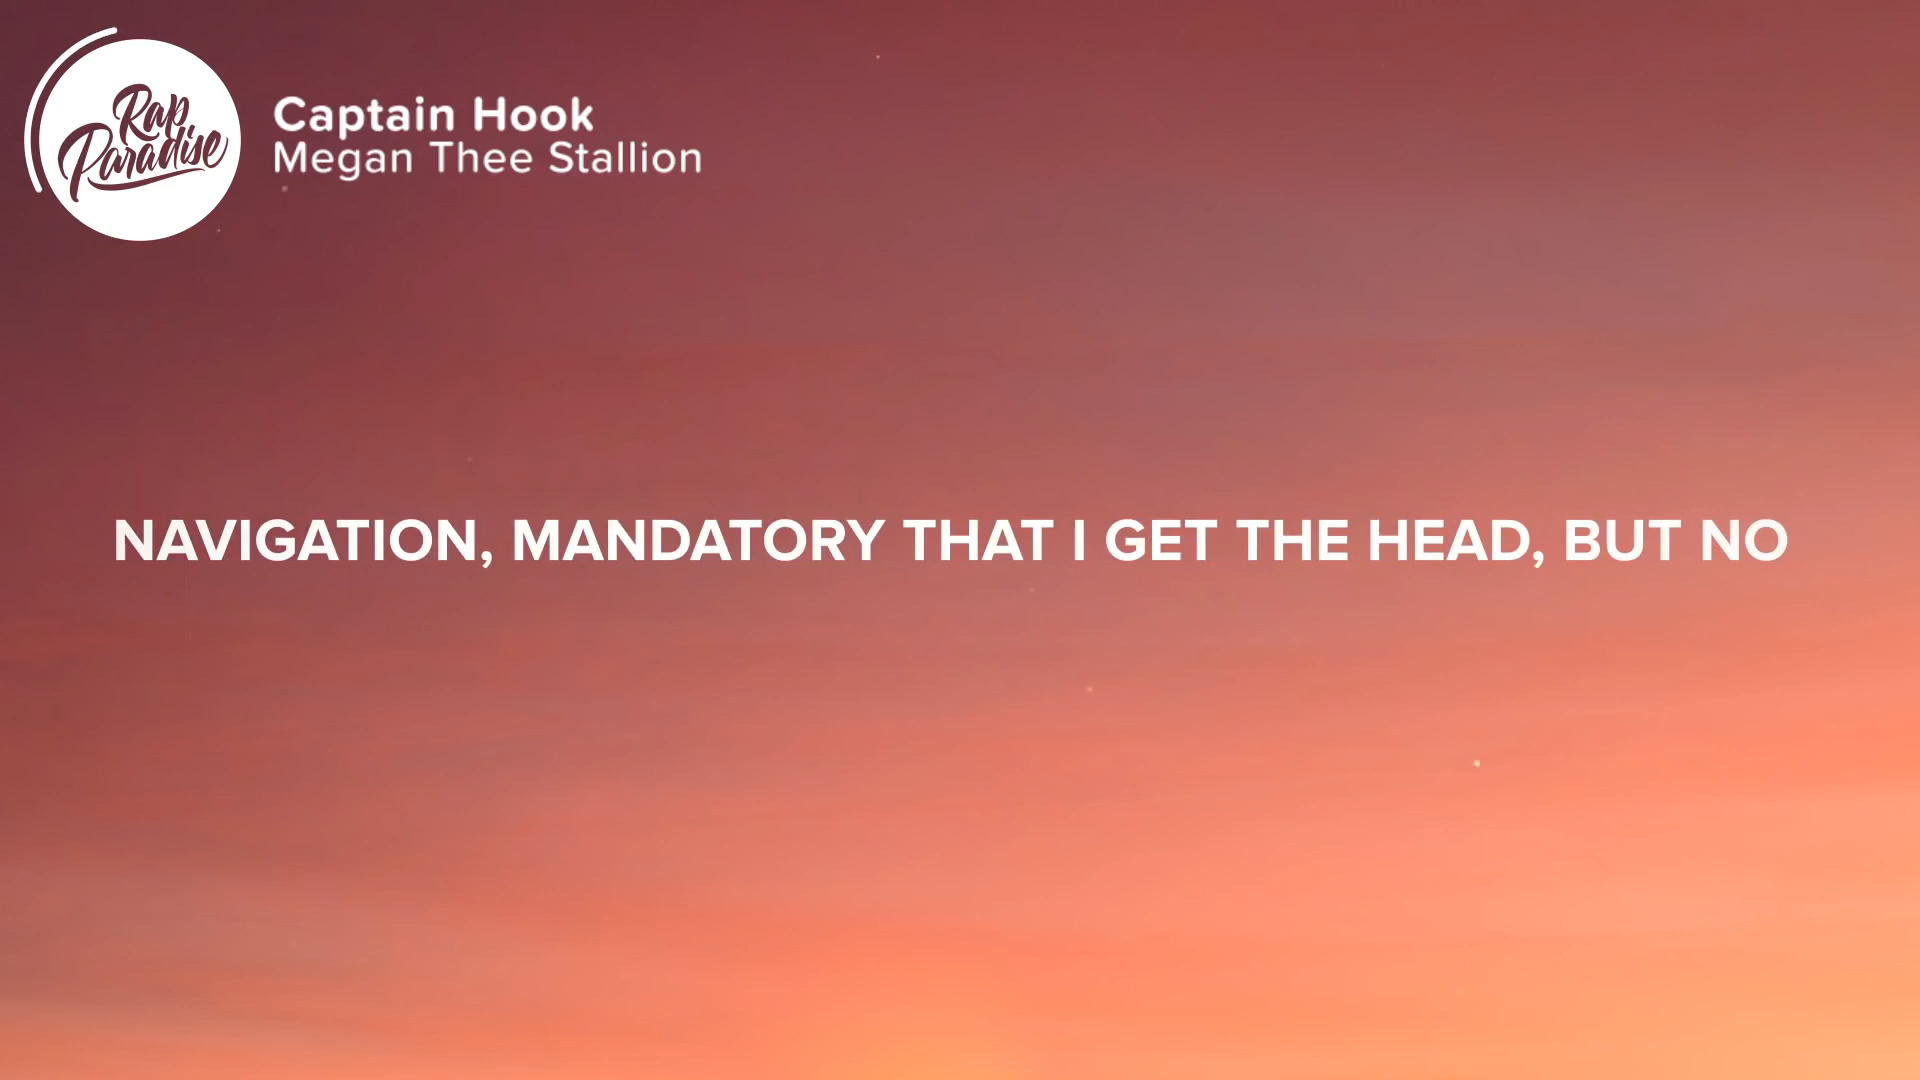 Rap
Paradise
Captain Hook
Megan Thee Stallion
NAVIGATION, MANDATORY THAT I GET THE HEAD, BUT NO